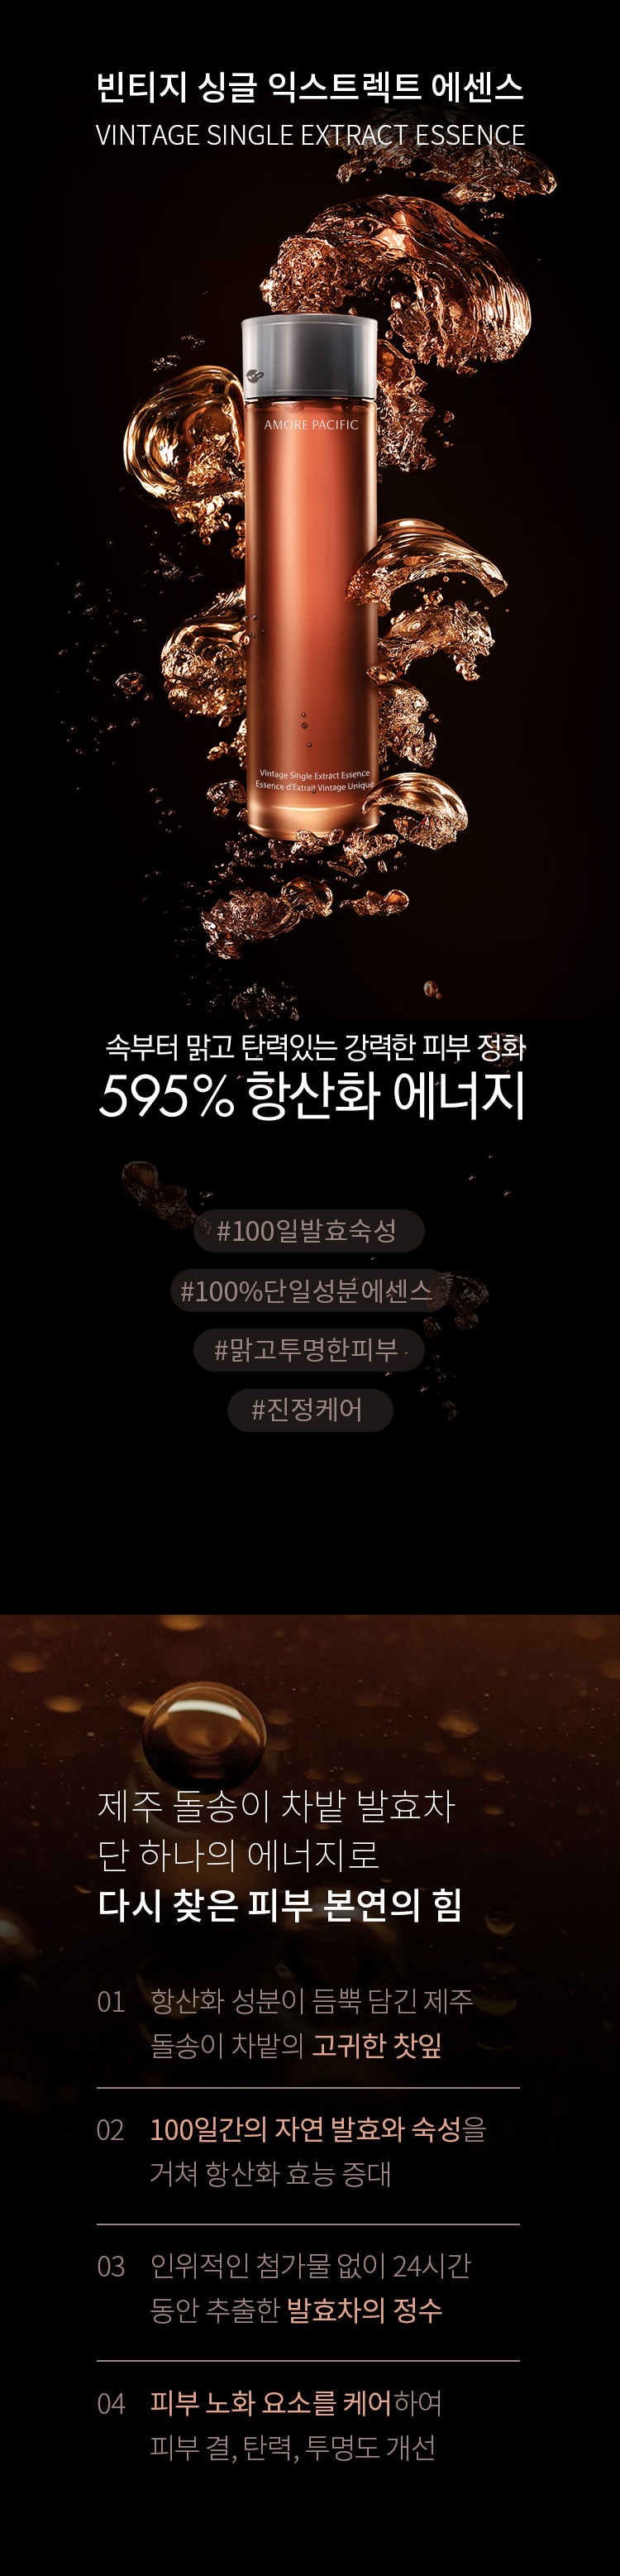 빈티지 싱글 익스트렉트 에센스
VINTAGE SINGLE EXTRACT ESSENCE
AMORE PACIFIC
Vintage Single Extract Essence
Essence d'Extrait Vintage Unique
속부터 맑고 탄력있는 강력한 피부 정화
595% 항산화 에너지
#100일발효숙성
#100%단일성분에센스
#맑고투명한피부
#진정케어
제주 돌송이 차밭 발효차
단 하나의 에너지로
다시 찾은 피부 본연의 힘
01 항산화 성분이 듬뿍 담긴 제주
돌송이 차밭의 고귀한 찻잎
02 100일간의 자연 발효와 숙성을
거쳐 항산화 효능 증대
03 인위적인 첨가물 없이 24시간
동안 추출한 발효차의 정수
04 피부 노화 요소를 케어하여
피부 결, 탄력, 투명도 개선